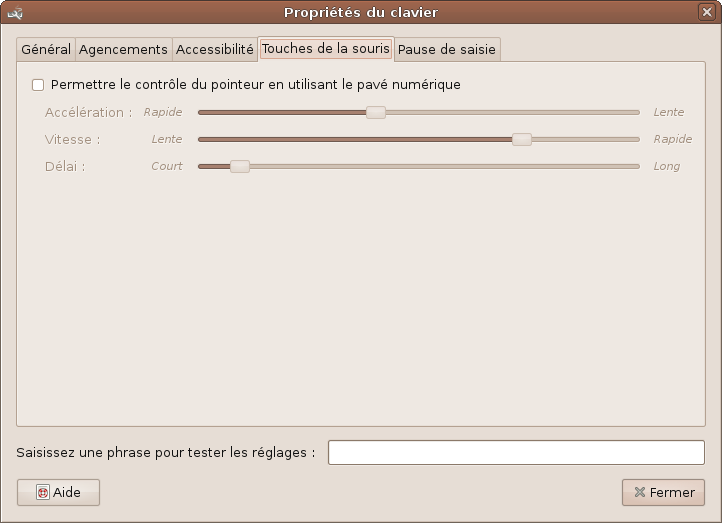 Propriétés du clavier
Général Agencements Accessibilité Touches de la souris Pause de saisie
Permettre le contrôle du pointeur en utilisant le pavé numérique
Accélération : Rapide Lente
Vitesse : Lente Rapide
Délai : Court Long
Saisissez une phrase pour tester les réglages :
Aide Fermer